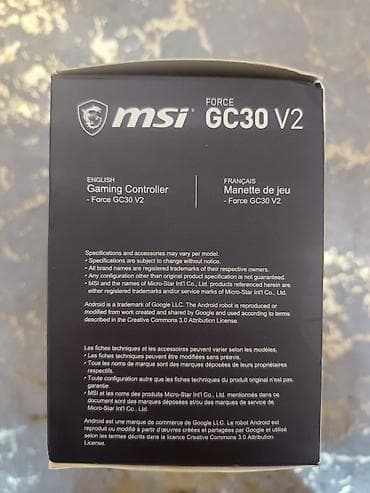 msi FORCE GC30 V2
ENGLISH
Gaming Controller
- Force GC30 V2
FRANÇAIS
Manette de jeu
- Force GC30 V2
Specifications and accessories may vary per model.
• Specifications are subject to change without notice.
• All brand names are registered trademarks of their respective owners.
• Any configuration other than original product specification is not guaranteed.
• MSI and the names of Micro-Star Int'l Co., Ltd. products referenced herein are
either registered trademarks and/or service marks of Micro-Star Int'l Co., Ltd.
Android is a trademark of Google LLC. The Android robot is reproduced or
modified from work created and shared by Google and used according to terms
described in the Creative Commons 3.0 Attribution License.
Les fiches techniques et les accessoires peuvent varier selon les modèles.
• Les fiches techniques peuvent être modifiées sans préavis.
• Tous les noms de marque sont des marques déposées de leurs propriétaires
respectifs.
• Toute configuration autre que les fiches techniques du produit original n'est pas
garantie.
• MSI et les noms des produits Micro-Star Int'l Co., Ltd. mentionnés dans ce
document sont des marques déposées et/ou des marques de service de
Micro-Star Int'l Co., Ltd.
Android est une marque de commerce de Google LLC. Le robot Android est
reproduit ou modifié à partir d'œuvres créées et partagées par Google et utilisé
selon les termes décrits dans la licence Creative Commons 3.0 Attribution
License.